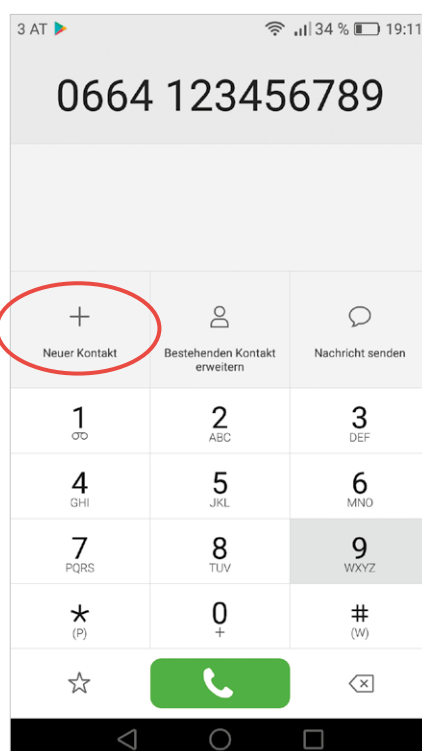 3 AT 34 % 19:11
0664 123456789
Neuer Kontakt
Bestehenden Kontakt
erweitern
Nachricht senden
1 2 3
ABC DEF
4 5 6
GHI JKL MNO
7 8 9
PQRS TUV WXYZ
* 0 #
(P) + (W)